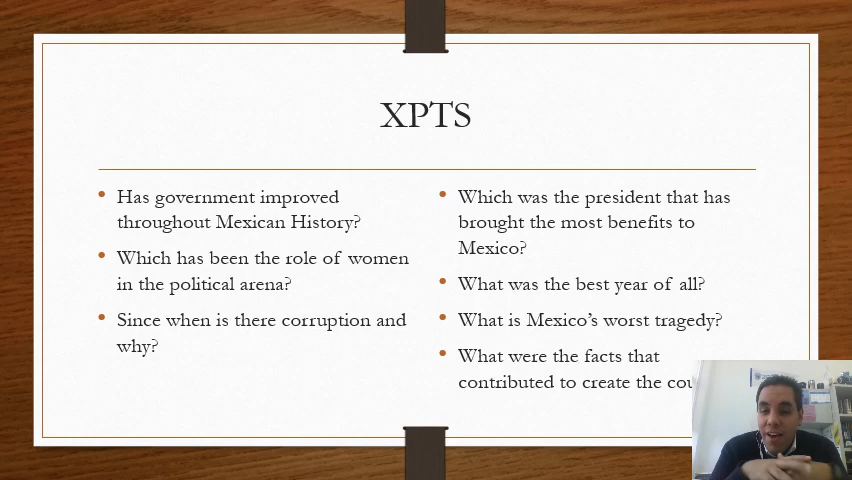 XPTS
Has government improved
throughout Mexican History?
Which has been the role of women
in the political arena?
Since when is there corruption and
why?
Which was the president that has
brought the most benefits to
Mexico?
What was the best year of all?
What is Mexico’s worst tragedy?
What were the facts that
contributed to create the